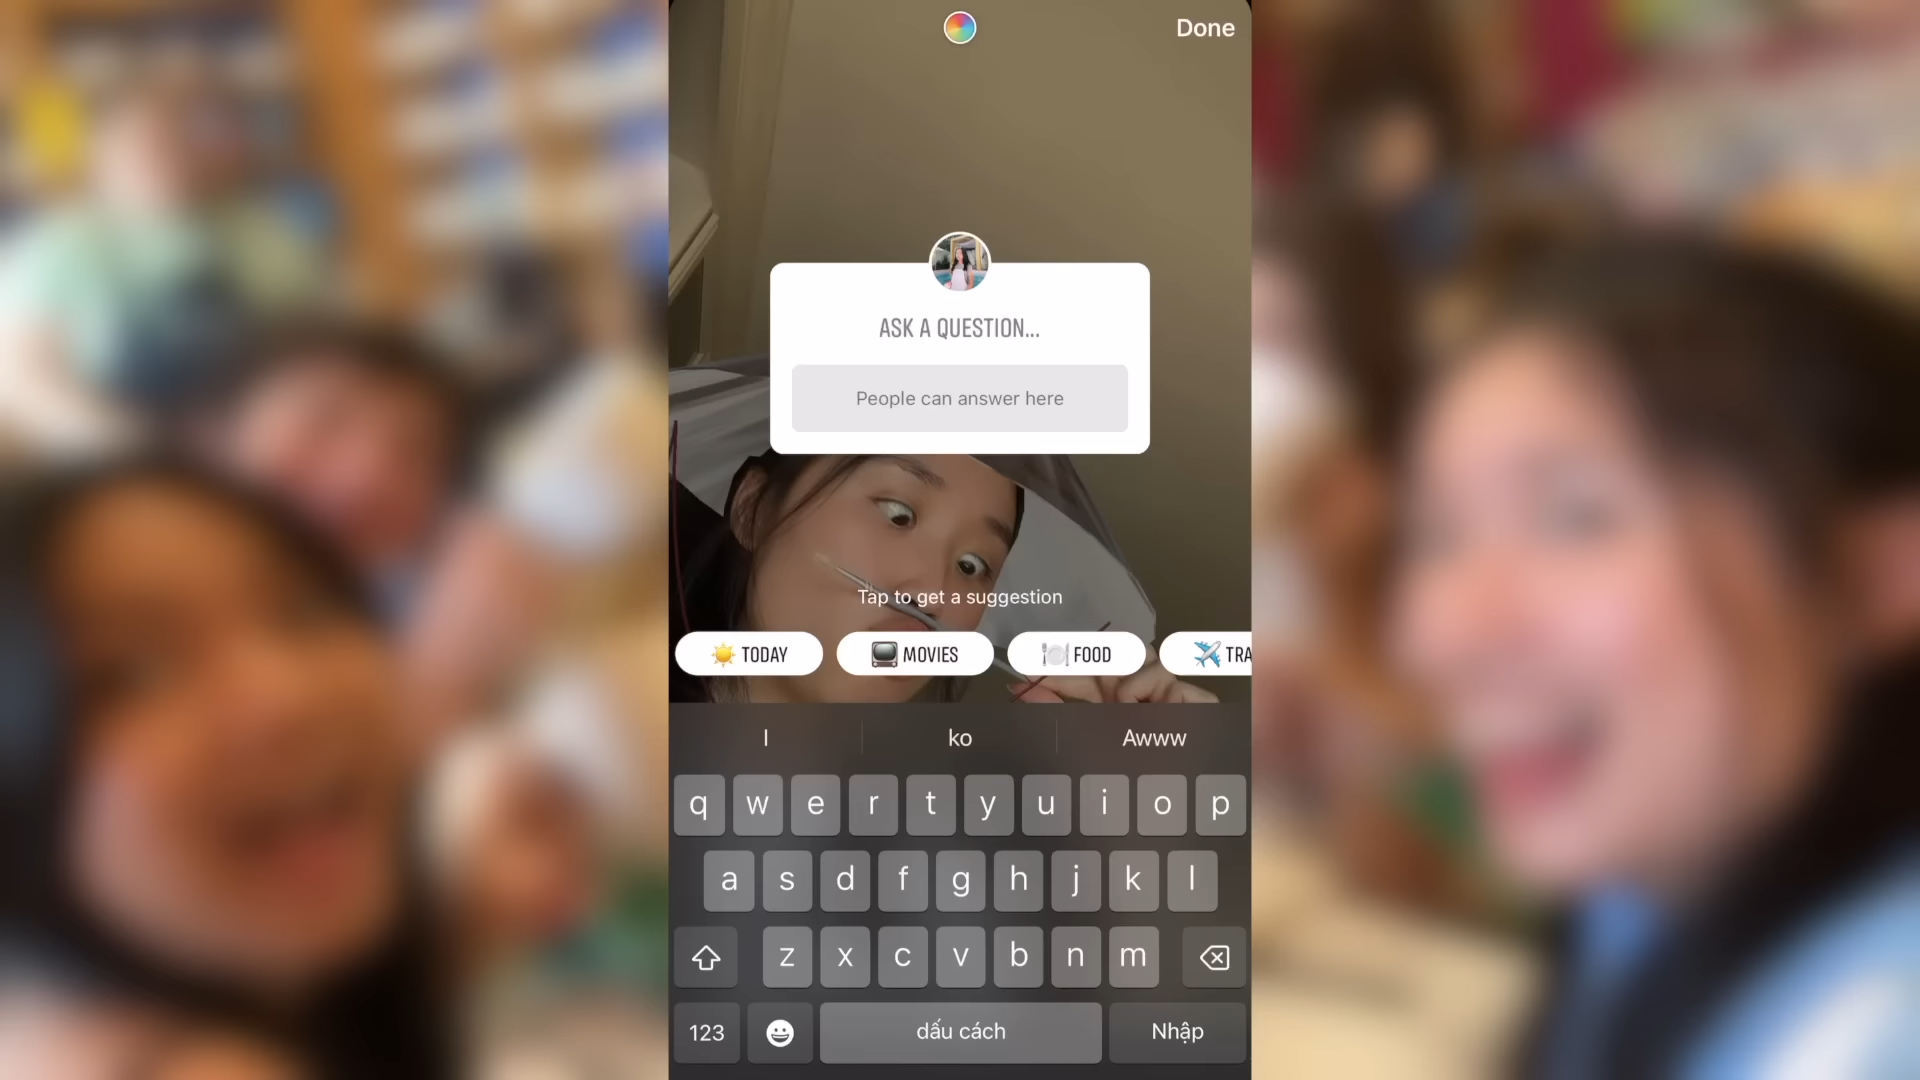 Done
ASK A QUESTION...
People can answer here
Tap to get a suggestion
TODAY
MOVIES
FOOD
TRA
I
ko
Awww
q w e r t y u i o p
a s d f g h j k l
z x c v b n m
123
dấu cách
Nhập